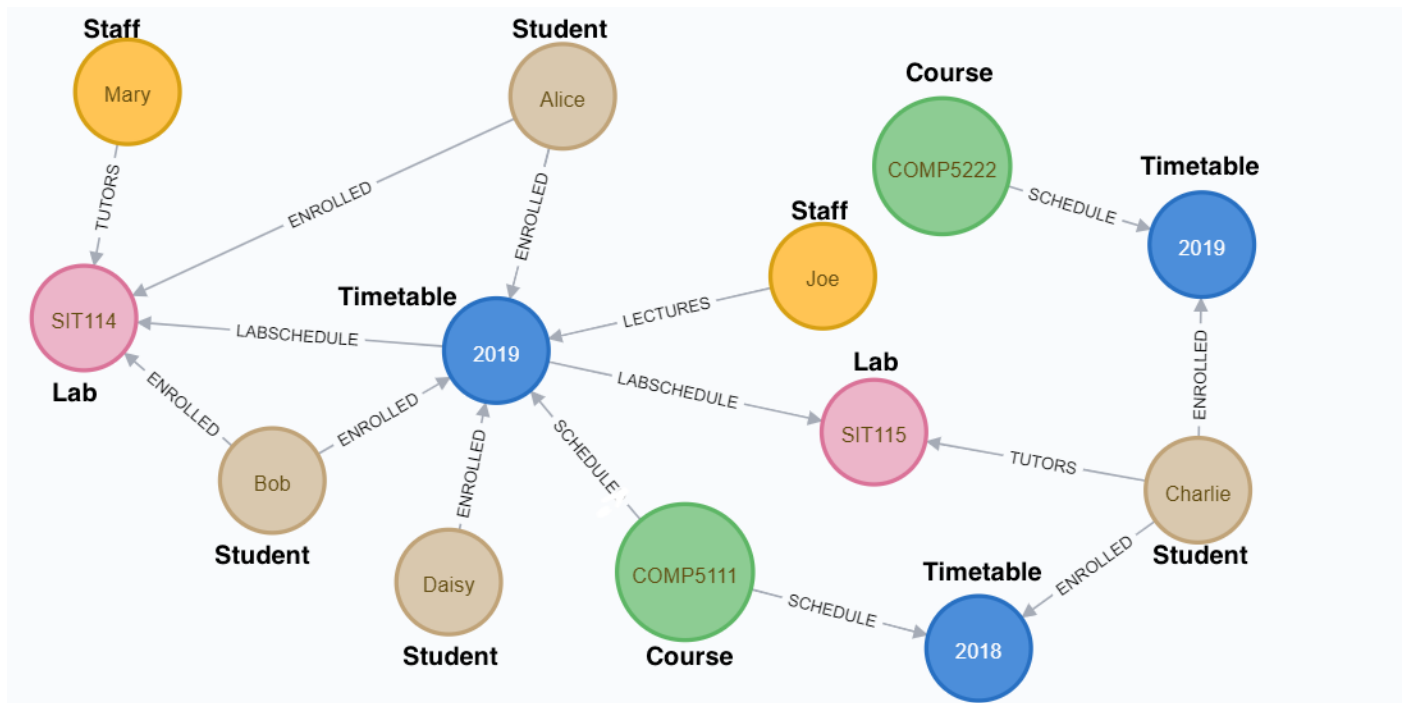 Staff
Mary
Student
Alice
Course
COMP5222
Timetable
2019
SCHEDULE
TUTORS
ENROLLED
ENROLLED
Staff
Joe
LECTURES
Timetable
2019
SIT114
Lab
LABSCHEDULE
LABSCHEDULE
Lab
SIT115
ENROLLED
TUTORS
Charlie
Student
ENROLLED
ENROLLED
Bob
Student
ENROLLED
ENROLLED
Daisy
Student
SCHEDULE
COMP5111
Course
SCHEDULE
Timetable
2018